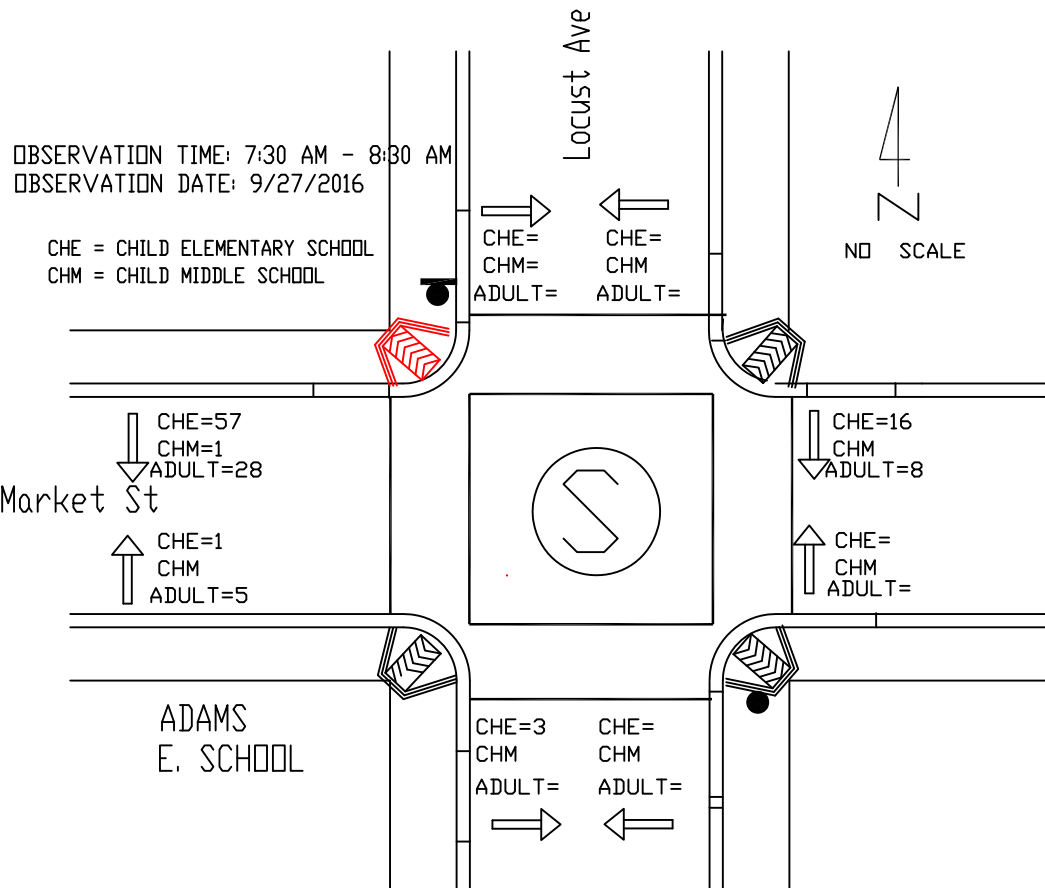 Locust Ave
OBSERVATION TIME: 7:30 AM - 8:30 AM
OBSERVATION DATE: 9/27/2016
CHE = CHILD ELEMENTARY SCHOOL
CHM = CHILD MIDDLE SCHOOL
CHE=
CHM=
ADULT=
CHE=
CHM
ADULT=
N
NO SCALE
CHE=57
CHM=1
ADULT=28
Market St
CHE=1
CHM
ADULT=5
S
CHE=16
CHM
ADULT=8
CHE=
CHM
ADULT=
ADAMS
E. SCHOOL
CHE=3
CHM
ADULT=
CHE=
CHM
ADULT=